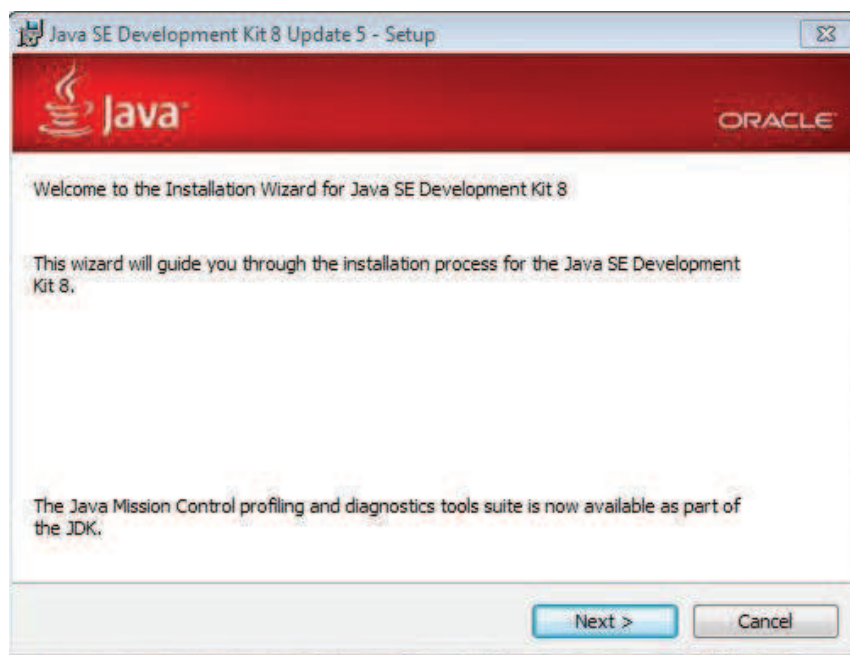 Java SE Development Kit 8 Update 5 - Setup
Java
ORACLE
Welcome to the Installation Wizard for Java SE Development Kit 8
This wizard will guide you through the installation process for the Java SE Development
Kit 8.
The Java Mission Control profiling and diagnostics tools suite is now available as part of
the JDK.
Next > Cancel